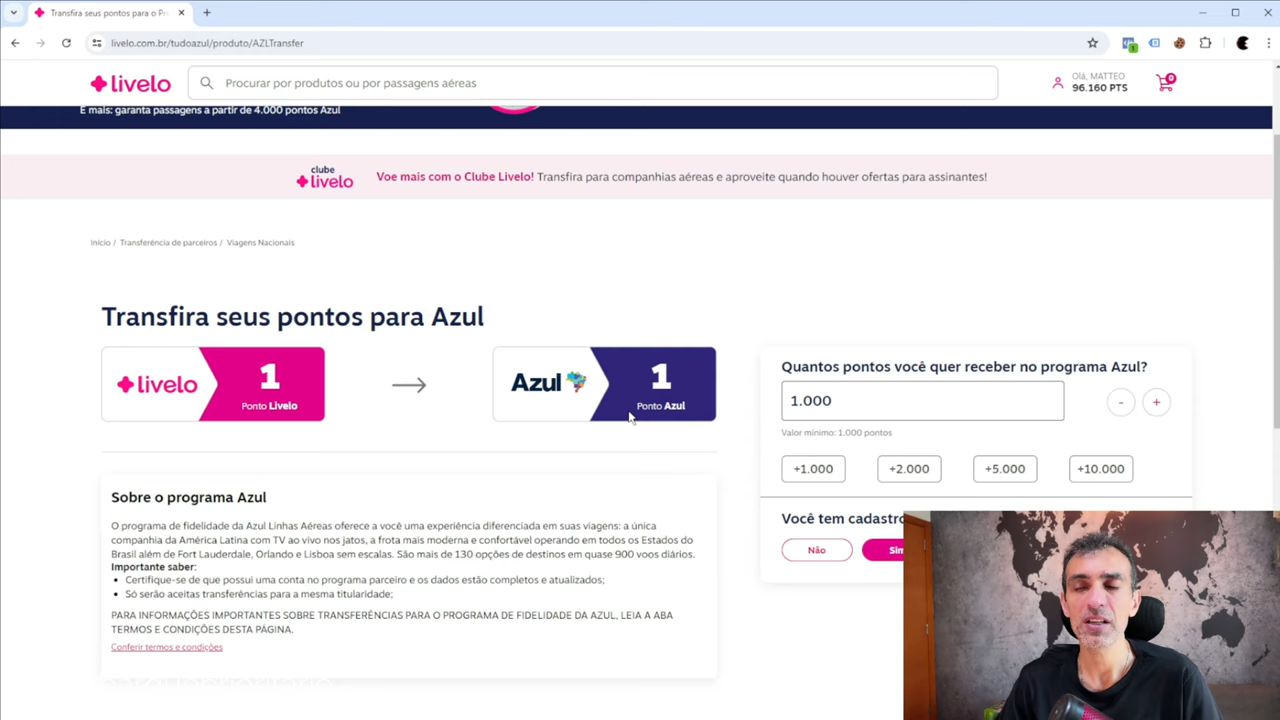 Transfira seus pontos para o Pr
livelo.com.br/tudoazul/produto/AZLTransfer
livelo
Procurar por produtos ou por passagens aéreas
Olá, MATTEO
96.160 PTS
0
E mais: garanta passagens a partir de 4.000 pontos Azul
clube
livelo
Voe mais com o Clube Livelo! Transfira para companhias aéreas e aproveite quando houver ofertas para assinantes!
Início / Transferência de parceiros / Viagens Nacionais
Transfira seus pontos para Azul
livelo
1
Ponto Livelo
Azul
1
Ponto Azul
Quantos pontos você quer receber no programa Azul?
1.000
- +
Valor mínimo: 1.000 pontos
+1.000 +2.000 +5.000 +10.000
Você tem cadastro
Não Sim
Sobre o programa Azul
O programa de fidelidade da Azul Linhas Aéreas oferece a você uma experiência diferenciada em suas viagens: a única
companhia da América Latina com TV ao vivo nos jatos, a frota mais moderna e confortável operando em todos os Estados do
Brasil além de Fort Lauderdale, Orlando e Lisboa sem escalas. São mais de 130 opções de destinos em quase 900 voos diários.
Importante saber:
Certifique-se de que possui uma conta no programa parceiro e os dados estão completos e atualizados;
Só serão aceitas transferências para a mesma titularidade;
PARA INFORMAÇÕES IMPORTANTES SOBRE TRANSFERÊNCIAS PARA O PROGRAMA DE FIDELIDADE DA AZUL, LEIA A ABA
TERMOS E CONDIÇÕES DESTA PÁGINA.
Conferir termos e condições